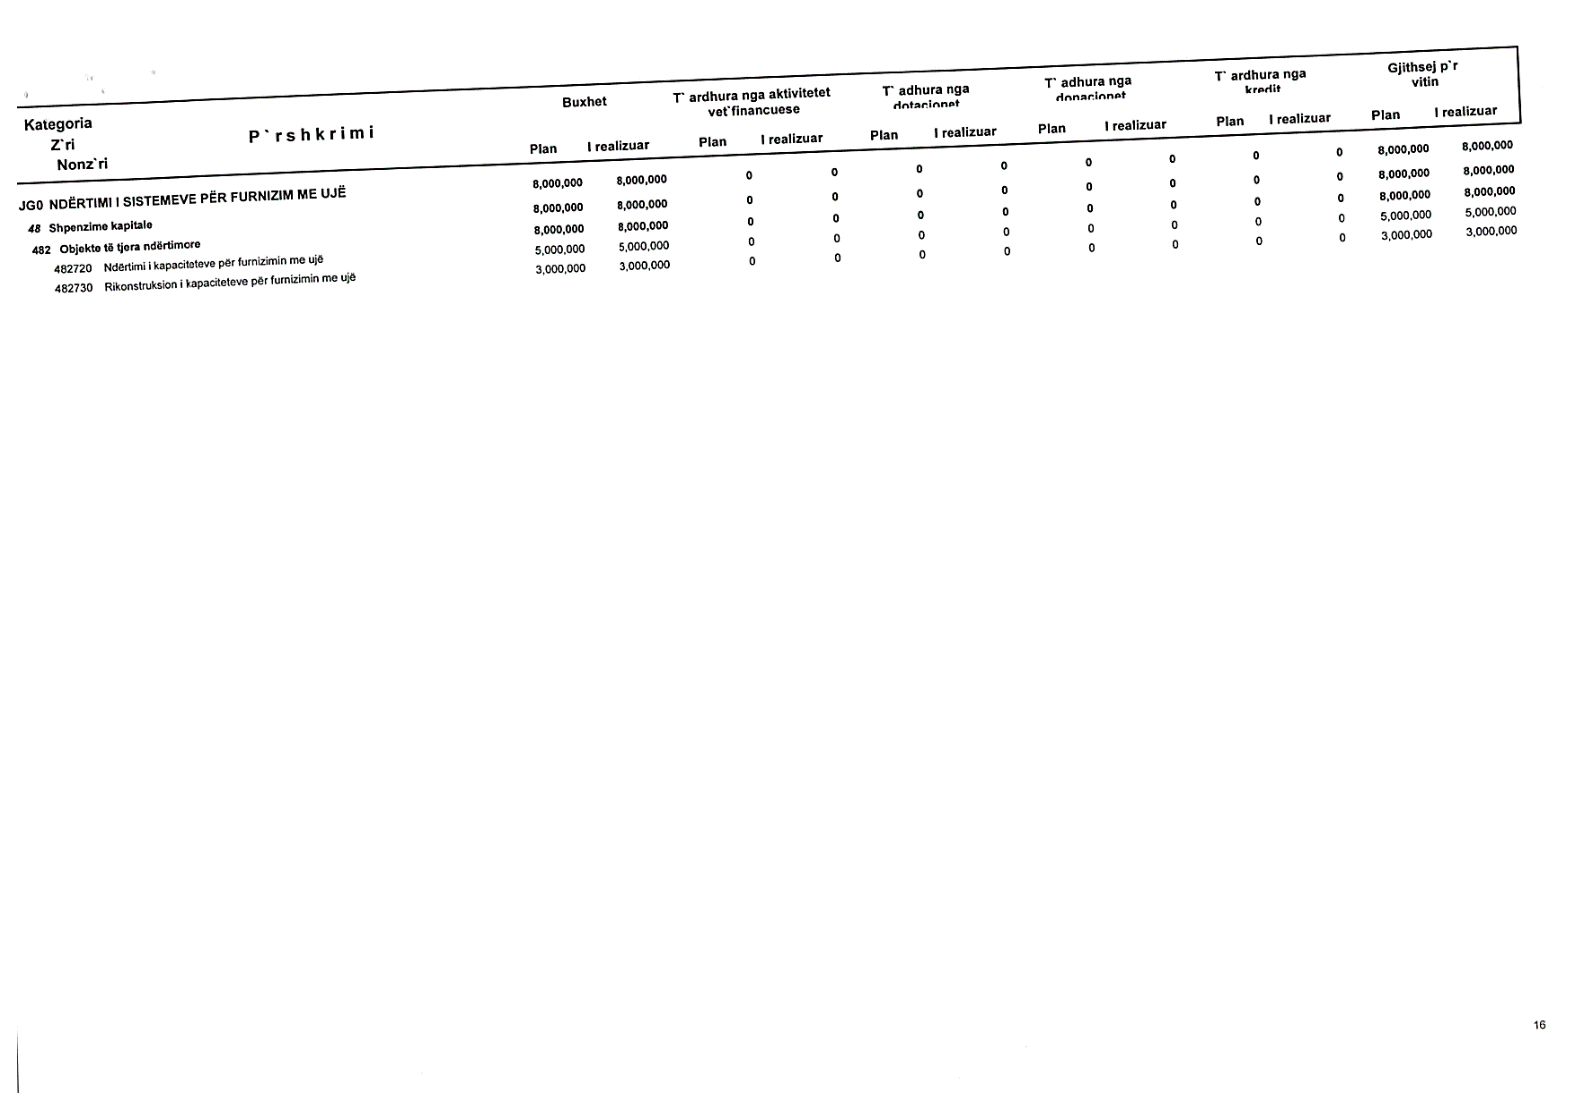 Buxhet T` ardhura nga aktivitetet T` adhura nga T` adhura nga T` ardhura nga Gjithsej p`r
vet`financuese dotacionet donacionet kredit vitin
Kategoria
Z`ri P`rshkrimi
Nonz`ri
Plan I realizuar Plan I realizuar Plan I realizuar Plan I realizuar Plan I realizuar Plan I realizuar
JG0 NDËRTIMI I SISTEMEVE PËR FURNIZIM ME UJË 8,000,000 8,000,000 0 0 0 0 0 0 0 0 8,000,000 8,000,000
48 Shpenzime kapitale 8,000,000 8,000,000 0 0 0 0 0 0 0 0 8,000,000 8,000,000
482 Objekte të tjera ndërtimore 8,000,000 8,000,000 0 0 0 0 0 0 0 0 8,000,000 8,000,000
482720 Ndërtimi i kapaciteteve për furnizimin me ujë 5,000,000 5,000,000 0 0 0 0 0 0 0 0 5,000,000 5,000,000
482730 Rikonstruksion i kapaciteteve për furnizimin me ujë 3,000,000 3,000,000 0 0 0 0 0 0 0 0 3,000,000 3,000,000
16